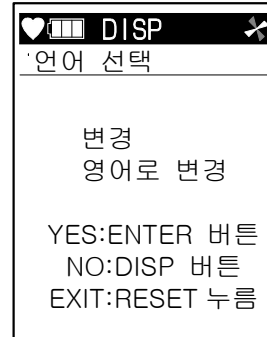 DISP
언어 선택
변경
영어로 변경
YES:ENTER 버튼
NO:DISP 버튼
EXIT:RESET 누름